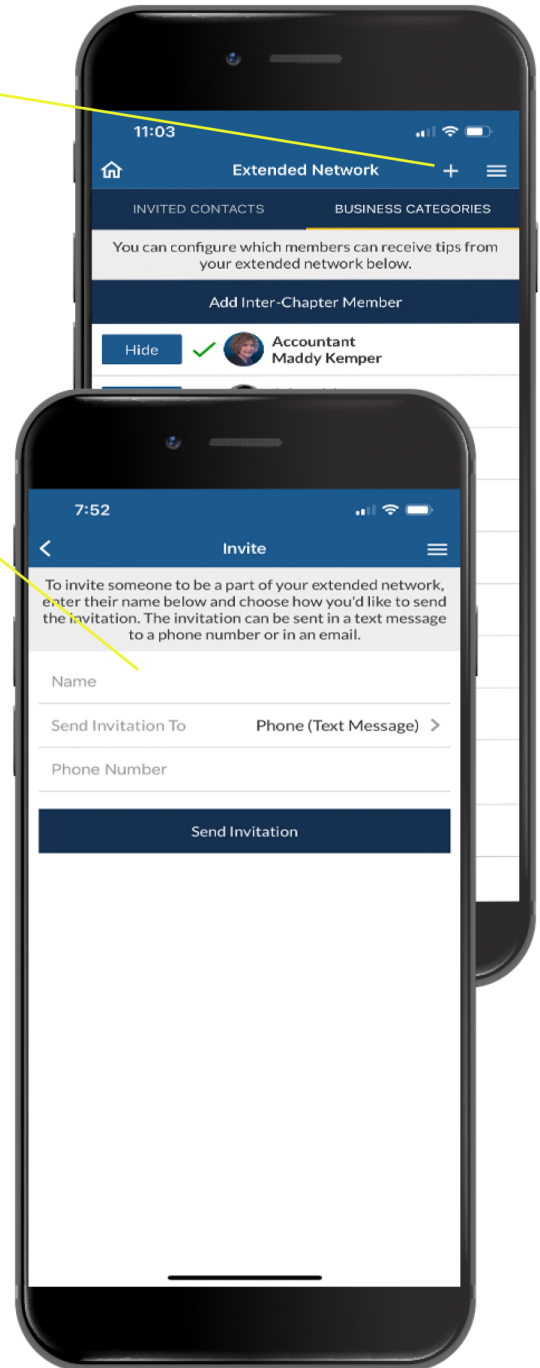 11:03
Extended Network
INVITED CONTACTS
BUSINESS CATEGORIES
You can configure which members can receive tips from
your extended network below.
Add Inter-Chapter Member
Hide
Accountant
Maddy Kemper
7:52
Invite
To invite someone to be a part of your extended network,
enter their name below and choose how you'd like to send
the invitation. The invitation can be sent in a text message
to a phone number or in an email.
Name
Send Invitation To Phone (Text Message)
Phone Number
Send Invitation